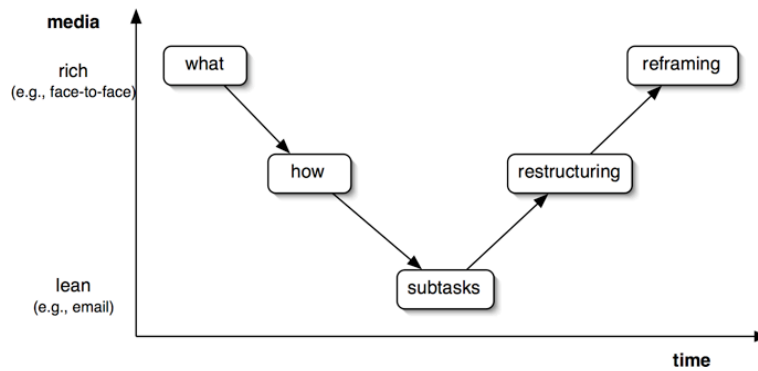 media
rich
(e.g., face-to-face)
what
reframing
how
restructuring
lean
(e.g., email)
subtasks
time